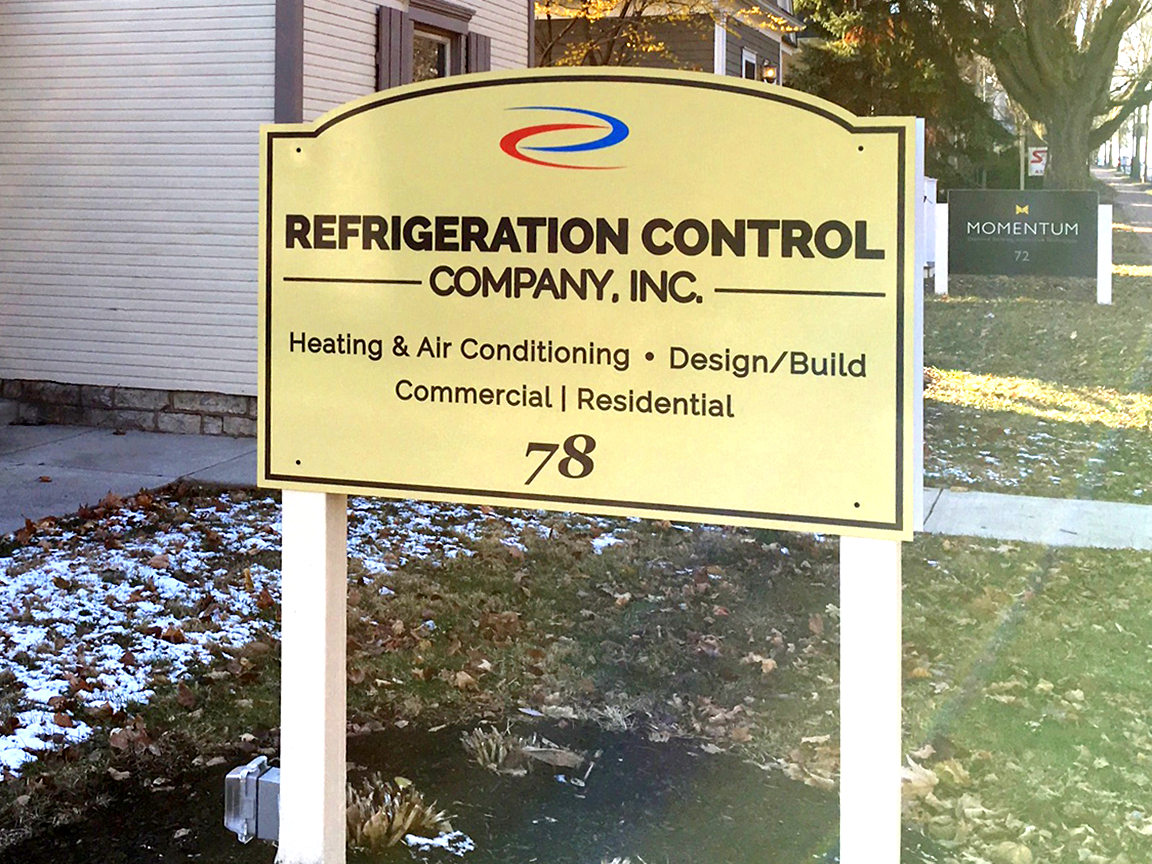 REFRIGERATION CONTROL
COMPANY, INC.
Heating & Air Conditioning • Design/Build
Commercial | Residential
78
MOMENTUM
72